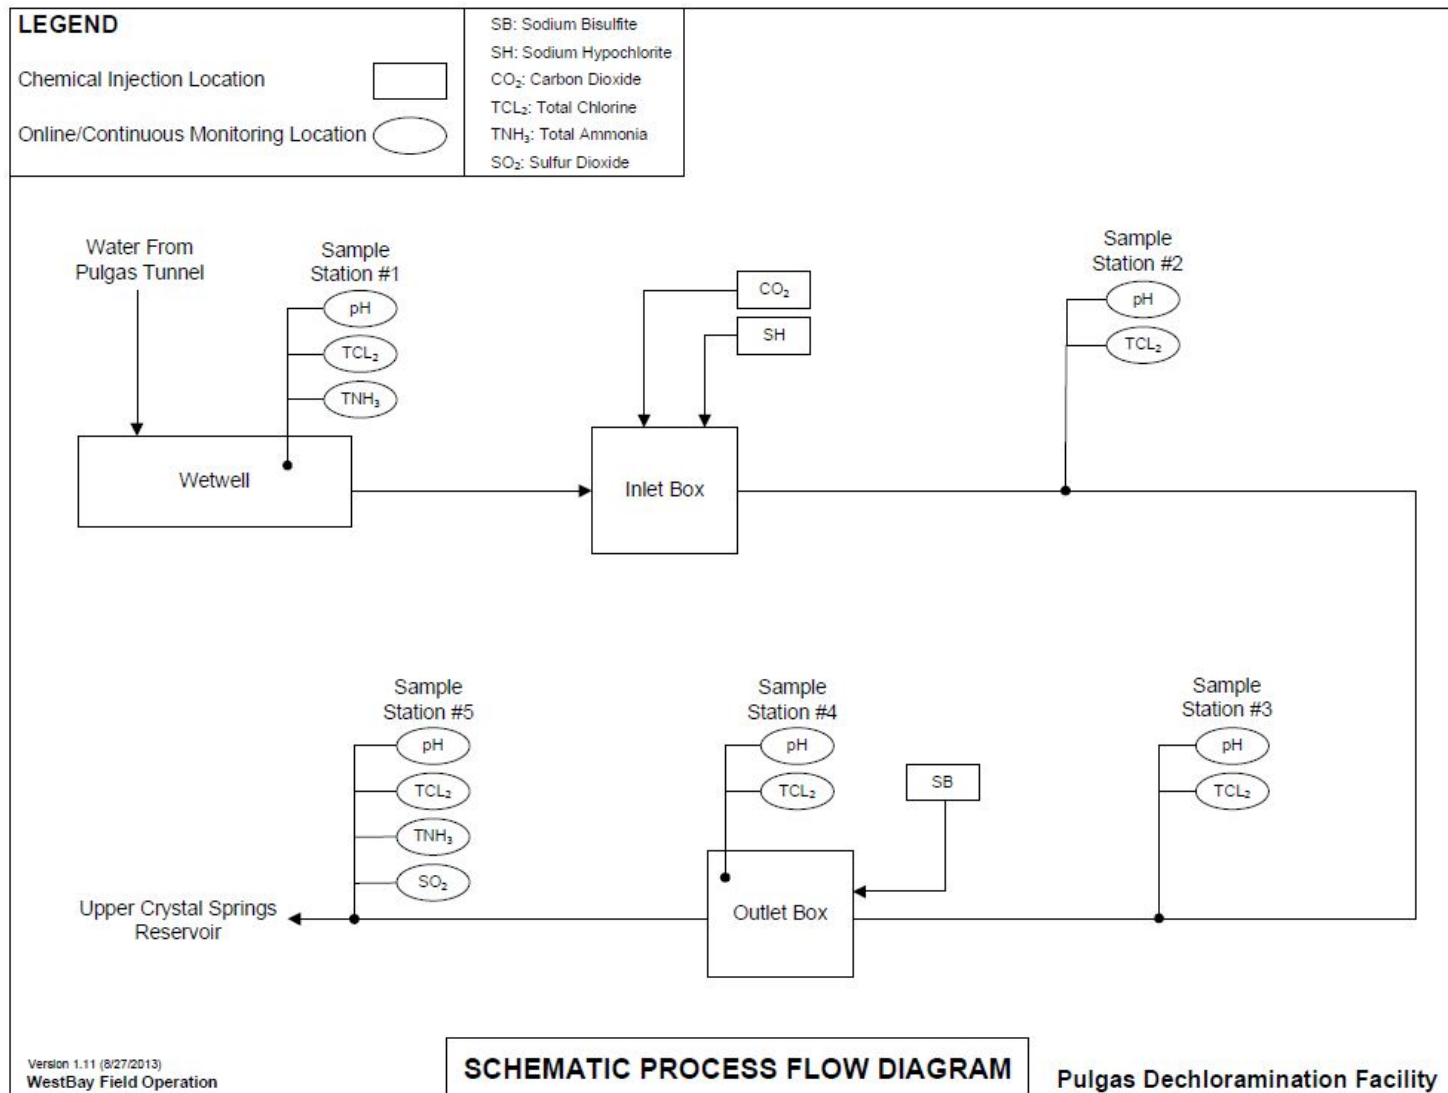 LEGEND
Chemical Injection Location
Online/Continuous Monitoring Location
SB: Sodium Bisulfite
SH: Sodium Hypochlorite
CO₂: Carbon Dioxide
TCL₂: Total Chlorine
TNH₃: Total Ammonia
SO₂: Sulfur Dioxide
Water From
Pulgas Tunnel
Sample
Station #1
pH
TCL₂
TNH₃
CO₂
SH
Sample
Station #2
pH
TCL₂
Wetwell
Inlet Box
Sample
Station #5
pH
TCL₂
TNH₃
SO₂
Sample
Station #4
pH
TCL₂
SB
Sample
Station #3
pH
TCL₂
Upper Crystal Springs
Reservoir
Outlet Box
Version 1.11 (8/27/2013)
WestBay Field Operation
SCHEMATIC PROCESS FLOW DIAGRAM
Pulgas Dechloramination Facility